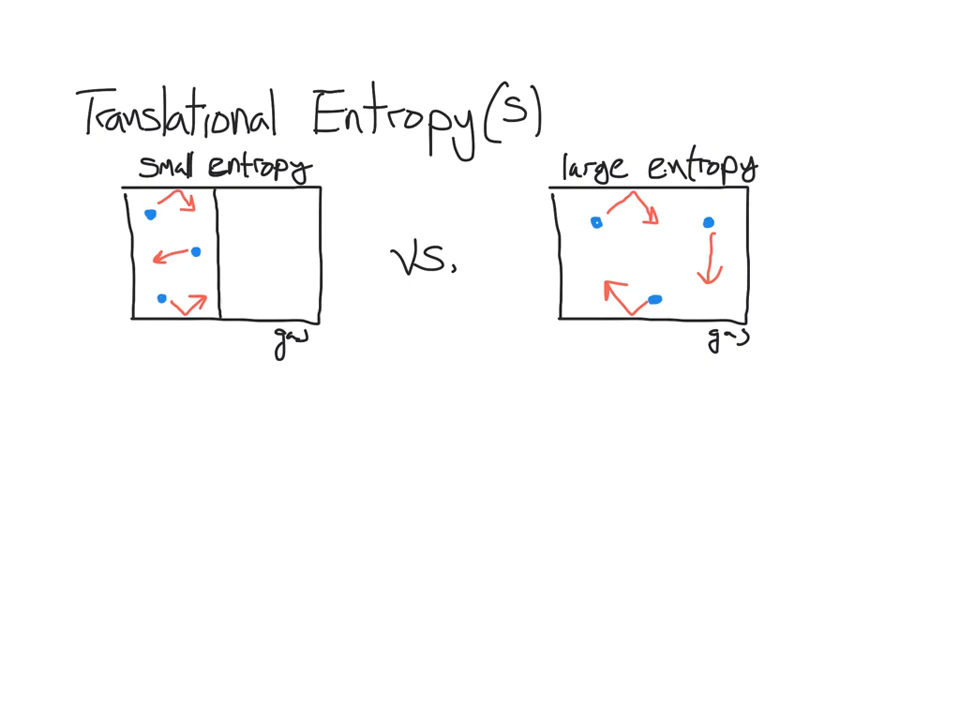 Translational Entropy(S)
small entropy
large entropy
vs.
gas
gas